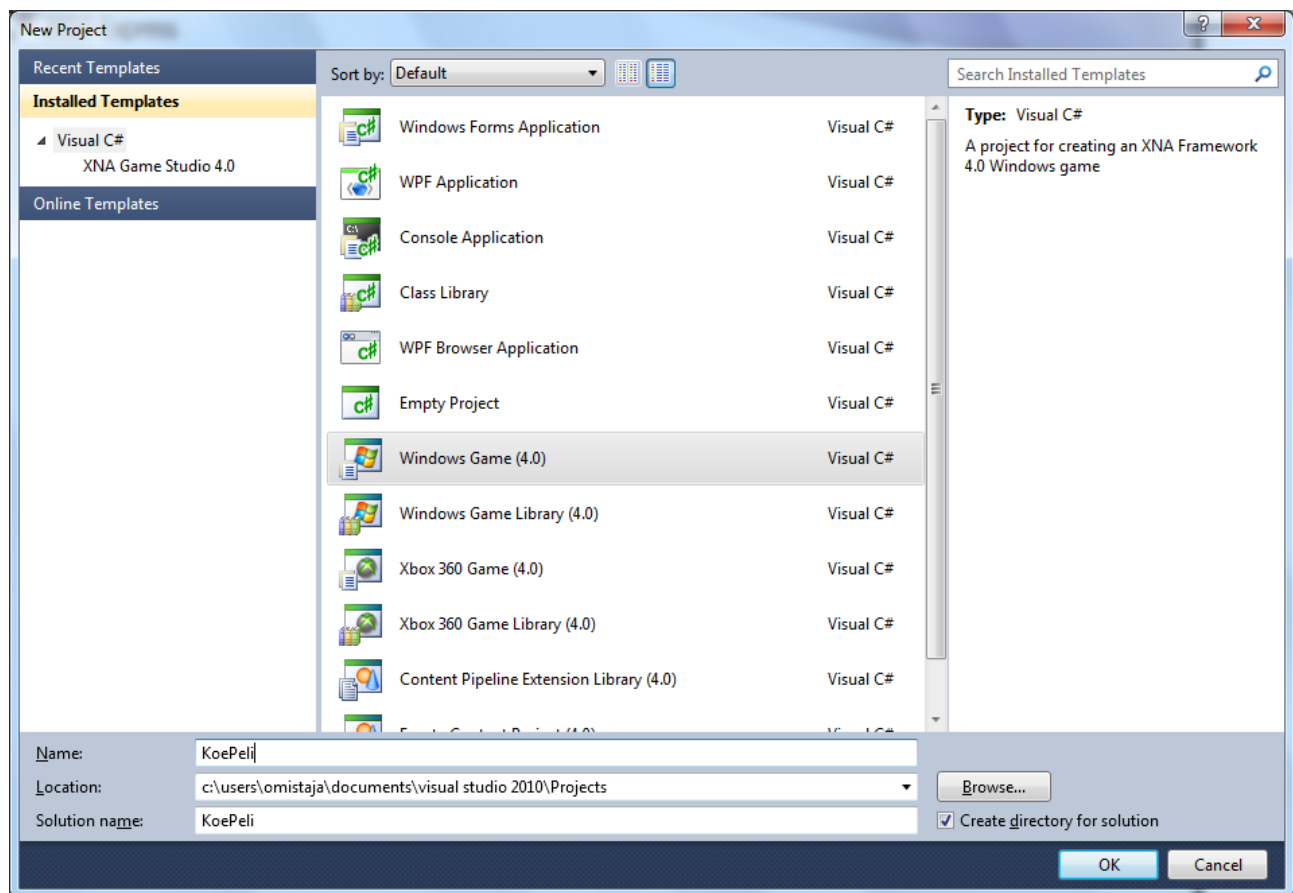 New Project
Recent Templates
Installed Templates
Visual C#
XNA Game Studio 4.0
Online Templates
Sort by: Default
Search Installed Templates
Windows Forms Application Visual C#
WPF Application Visual C#
Console Application Visual C#
Class Library Visual C#
WPF Browser Application Visual C#
Empty Project Visual C#
Windows Game (4.0) Visual C#
Windows Game Library (4.0) Visual C#
Xbox 360 Game (4.0) Visual C#
Xbox 360 Game Library (4.0) Visual C#
Content Pipeline Extension Library (4.0) Visual C#
Type: Visual C#
A project for creating an XNA Framework
4.0 Windows game
Name: KoePeli
Location: c:\users\omistaja\documents\visual studio 2010\Projects
Browse...
Solution name: KoePeli
Create directory for solution
OK Cancel